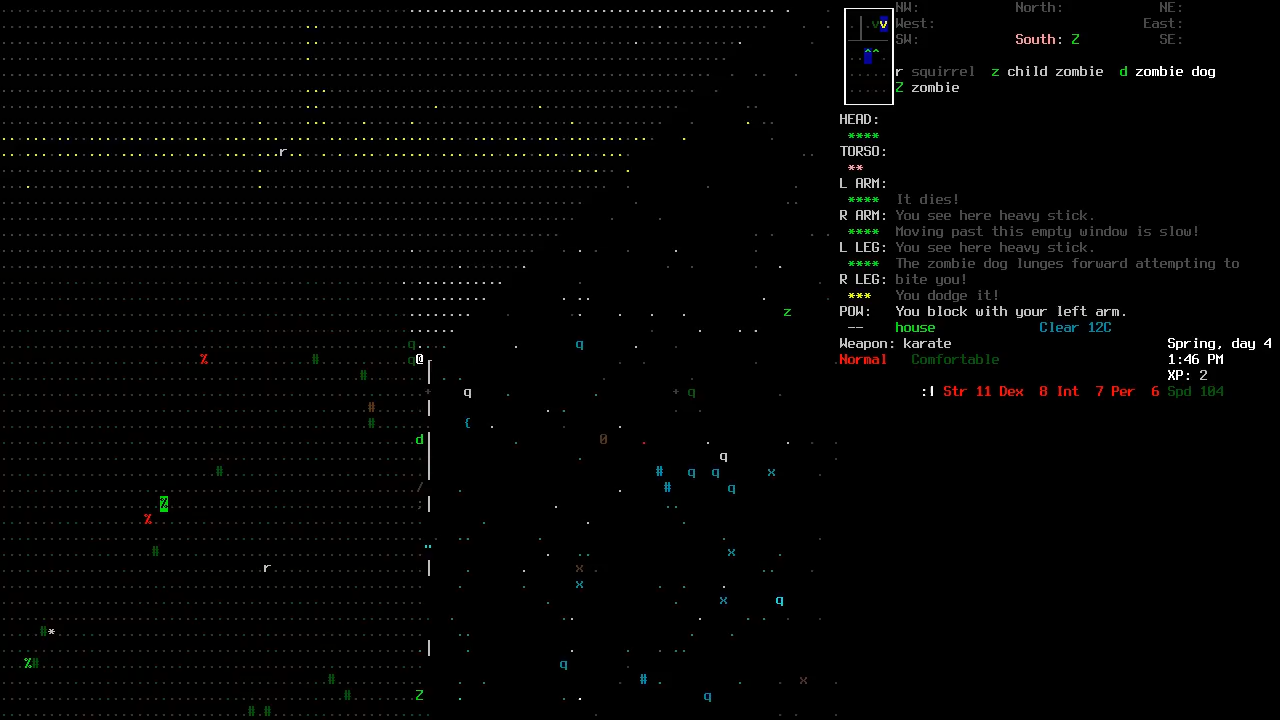 NW: North: NE:
West: East:
SW: South: Z SE:
r squirrel z child zombie d zombie dog
Z zombie
HEAD:
****
TORSO:
**
L ARM:
**** It dies!
R ARM: You see here heavy stick.
**** Moving past this empty window is slow!
L LEG: You see here heavy stick.
**** The zombie dog lunges forward attempting to
R LEG: bite you!
*** You dodge it!
POW: You block with your left arm.
-- house Clear 12C
Weapon: karate Spring, day 4
Normal Comfortable 1:46 PM
XP: 2
:| Str 11 Dex 8 Int 7 Per 6 Spd 104